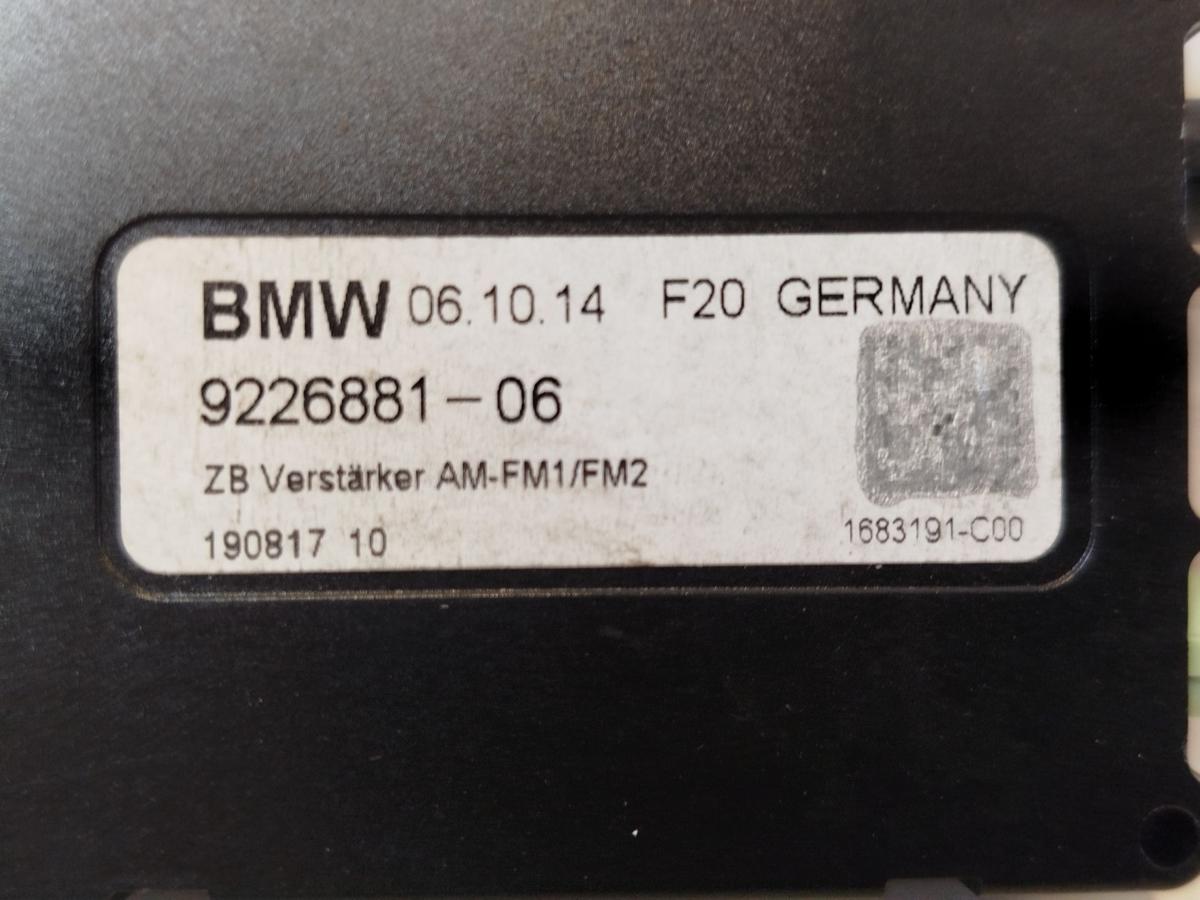 BMW 06.10.14 F20 GERMANY
9226881-06
ZB Verstärker AM-FM1/FM2
190817 10
1683191-C00